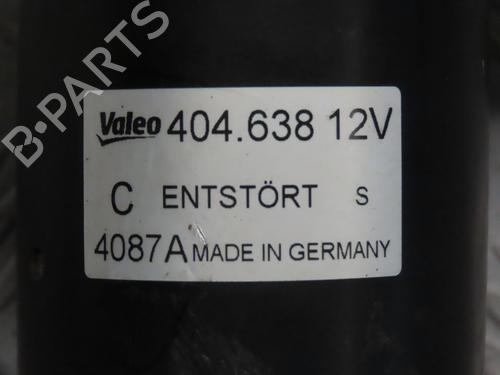 B-PARTS
Valeo 404.638 12V
C ENTSTÖRT S
4087A MADE IN GERMANY